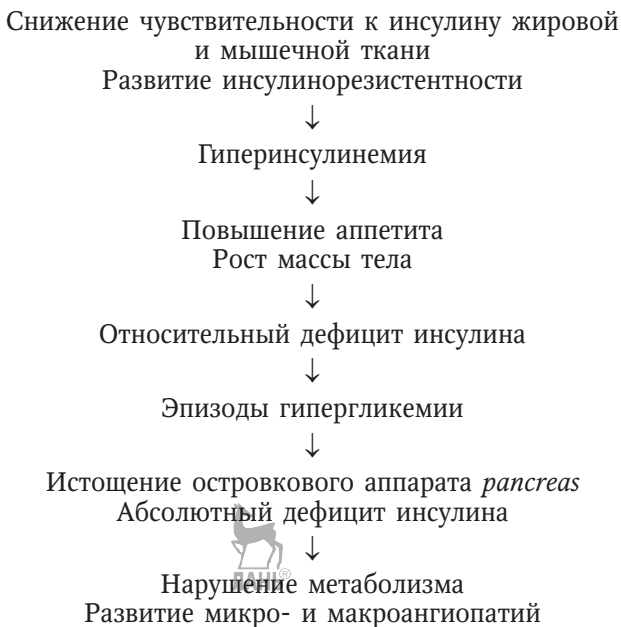 Снижение чувствительности к инсулину жировой
и мышечной ткани
Развитие инсулинорезистентности
↓
Гиперинсулинемия
↓
Повышение аппетита
Рост массы тела
↓
Относительный дефицит инсулина
↓
Эпизоды гипергликемии
↓
Истощение островкового аппарата pancreas
Абсолютный дефицит инсулина
↓
Нарушение метаболизма
Развитие микро- и макроангиопатий